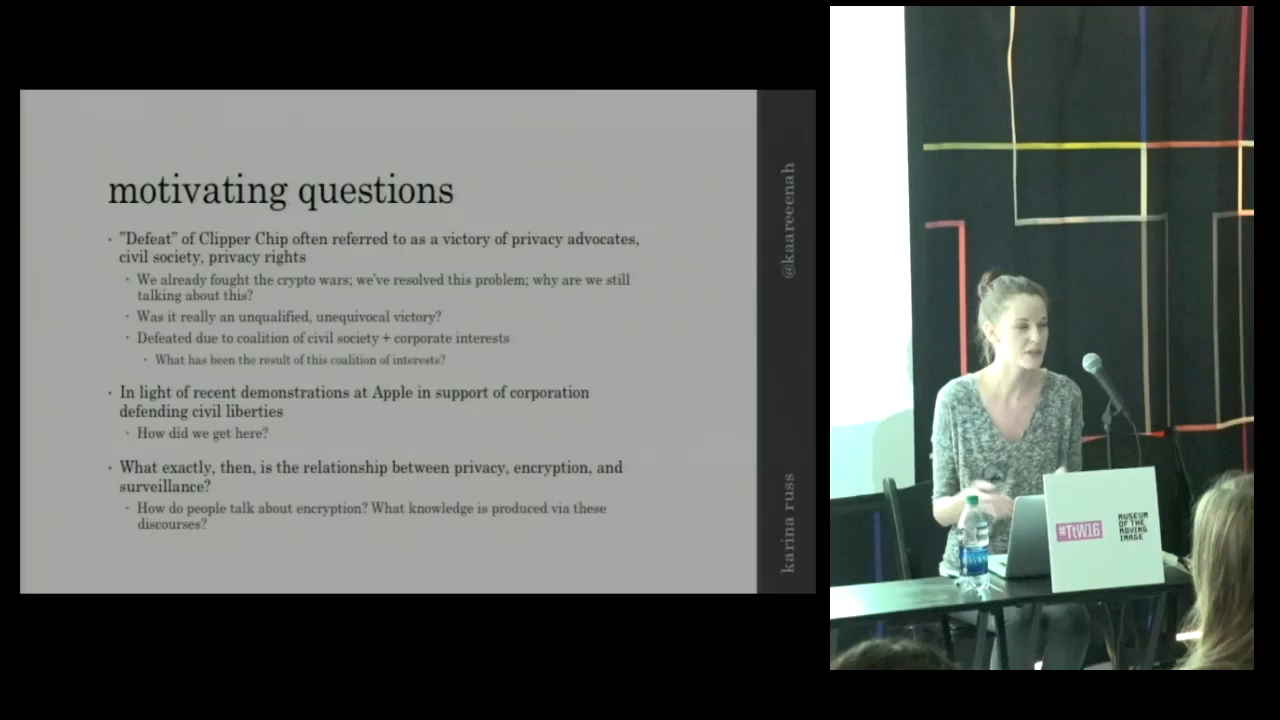 motivating questions
"Defeat" of Clipper Chip often referred to as a victory of privacy advocates,
civil society, privacy rights
We already fought the crypto wars; we've resolved this problem; why are we still
talking about this?
Was it really an unqualified, unequivocal victory?
Defeated due to coalition of civil society + corporate interests
What has been the result of this coalition of interests?
In light of recent demonstrations at Apple in support of corporation
defending civil liberties
How did we get here?
What exactly, then, is the relationship between privacy, encryption, and
surveillance?
How do people talk about encryption? What knowledge is produced via these
discourses?
@kaareeenah
karina russ
#TtW16
MUSEUM
OF THE
MOVING
IMAGE